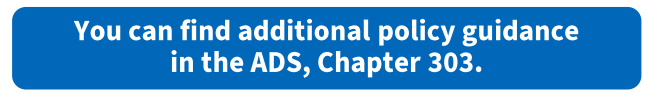 You can find additional policy guidance
in the ADS, Chapter 303.